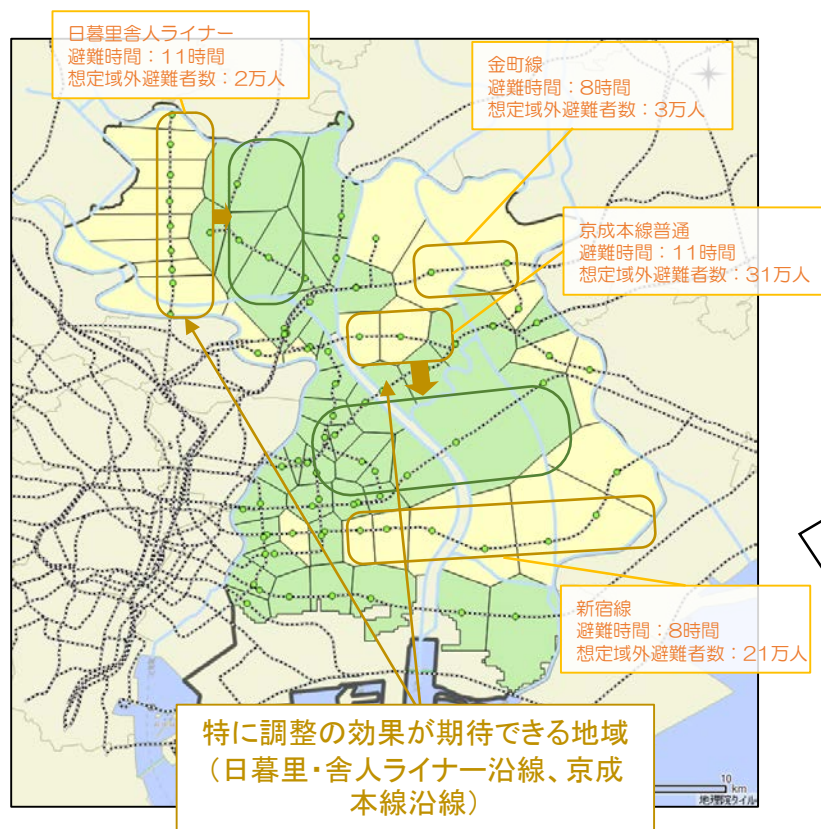 日暮里舎人ライナー
避難時間：11時間
想定域外避難者数：2万人
金町線
避難時間：8時間
想定域外避難者数：3万人
京成本線普通
避難時間：11時間
想定域外避難者数：31万人
新宿線
避難時間：8時間
想定域外避難者数：21万人
特に調整の効果が期待できる地域
（日暮里・舎人ライナー沿線、京成
本線沿線）
10
km
地理院タイル